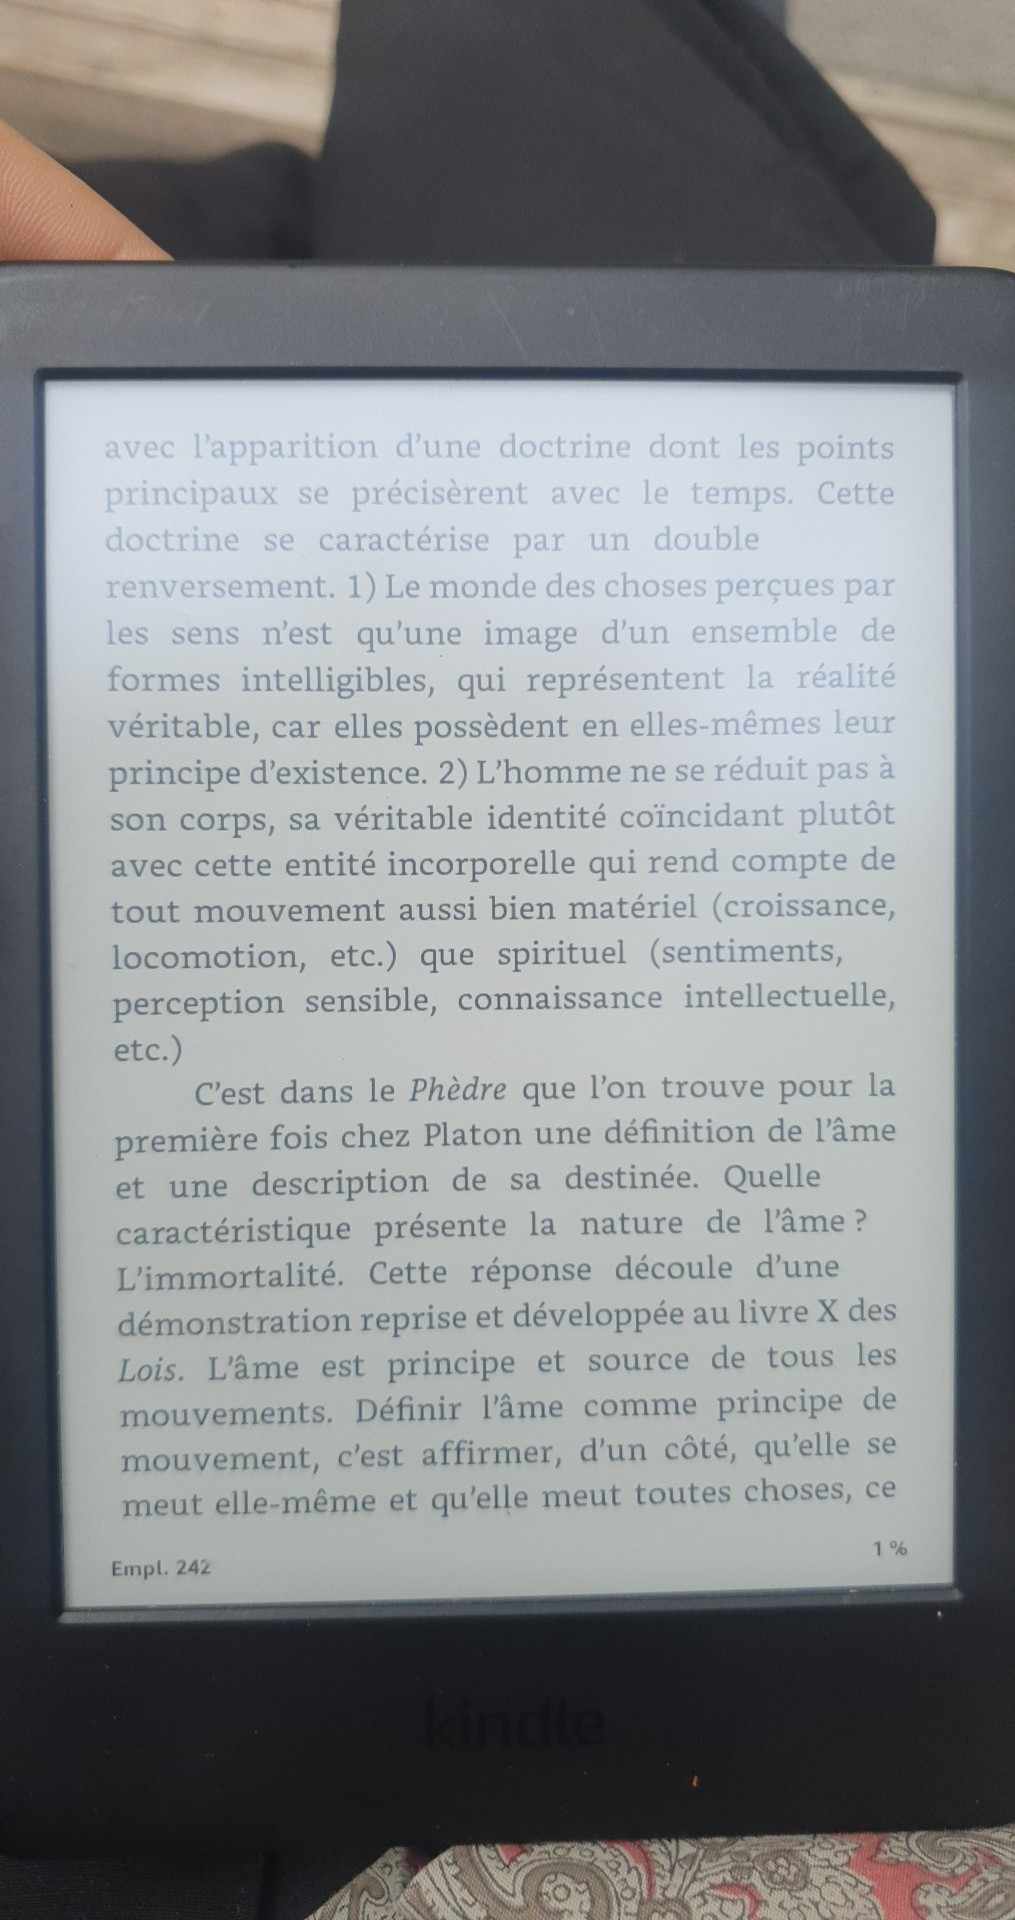 avec l'apparition d'une doctrine dont les points
principaux se précisèrent avec le temps. Cette
doctrine se caractérise par un double
renversement. 1) Le monde des choses perçues par
les sens n'est qu'une image d'un ensemble de
formes intelligibles, qui représentent la réalité
véritable, car elles possèdent en elles-mêmes leur
principe d'existence. 2) L'homme ne se réduit pas à
son corps, sa véritable identité coïncidant plutôt
avec cette entité incorporelle qui rend compte de
tout mouvement aussi bien matériel (croissance,
locomotion, etc.) que spirituel (sentiments,
perception sensible, connaissance intellectuelle,
etc.)
C'est dans le Phèdre que l'on trouve pour la
première fois chez Platon une définition de l'âme
et une description de sa destinée. Quelle
caractéristique présente la nature de l'âme ?
L'immortalité. Cette réponse découle d'une
démonstration reprise et développée au livre X des
Lois. L'âme est principe et source de tous les
mouvements. Définir l'âme comme principe de
mouvement, c'est affirmer, d'un côté, qu'elle se
meut elle-même et qu'elle meut toutes choses, ce
Empl. 242
1 %
kindle